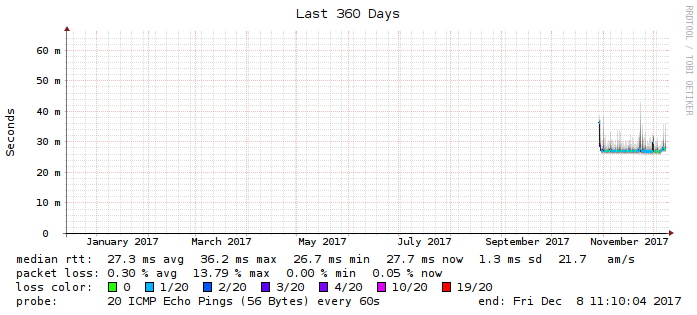 Last 360 Days
RRDTOOL / TOBI OETIKER
Seconds
60 m
50 m
40 m
30 m
20 m
10 m
0
January 2017 March 2017 May 2017 July 2017 September 2017 November 2017
median rtt: 27.3 ms avg 36.2 ms max 26.7 ms min 27.7 ms now 1.3 ms sd 21.7 am/s
packet loss: 0.30 % avg 13.79 % max 0.00 % min 0.05 % now
loss color: 0 1/20 2/20 3/20 4/20 10/20 19/20
probe: 20 ICMP Echo Pings (56 Bytes) every 60s end: Fri Dec 8 11:10:04 2017